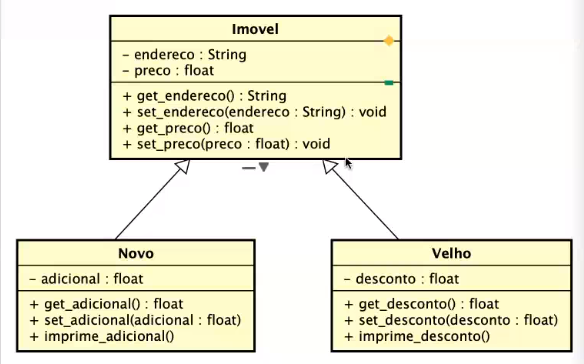 Imovel
– endereco : String
– preco : float
+ get_endereco() : String
+ set_endereco(endereco : String) : void
+ get_preco() : float
+ set_preco(preco : float) : void
Novo
– adicional : float
+ get_adicional() : float
+ set_adicional(adicional : float)
+ imprime_adicional()
Velho
– desconto : float
+ get_desconto() : float
+ set_desconto(desconto : float)
+ imprime_desconto()